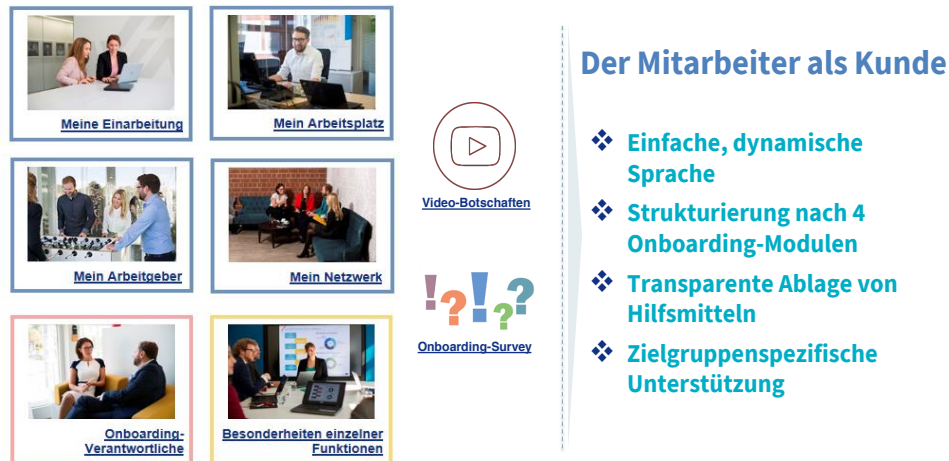 Meine Einarbeitung
Mein Arbeitsplatz
Mein Arbeitgeber
Mein Netzwerk
Onboarding-
Verantwortliche
Besonderheiten einzelner
Funktionen
Video-Botschaften
!?!??
Onboarding-Survey
Der Mitarbeiter als Kunde
❖ Einfache, dynamische
Sprache
❖ Strukturierung nach 4
Onboarding-Modulen
❖ Transparente Ablage von
Hilfsmitteln
❖ Zielgruppenspezifische
Unterstützung